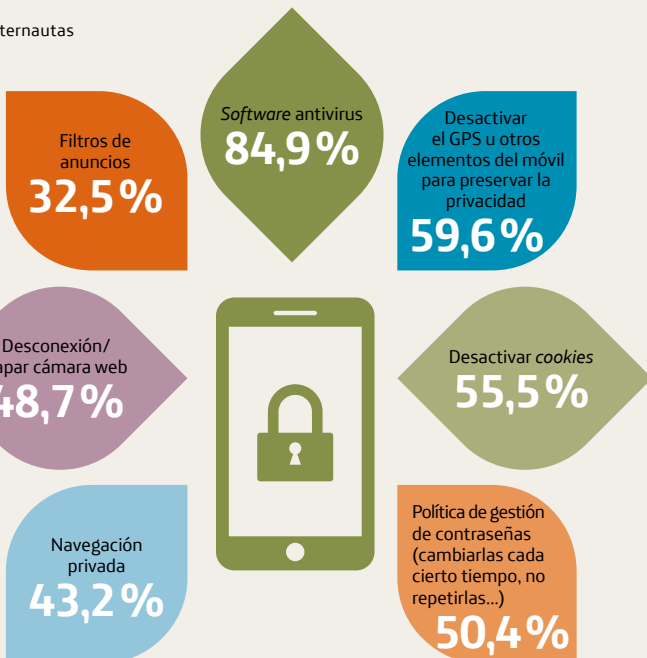 ternautas
Software antivirus
84,9 %
Desactivar
el GPS u otros
elementos del móvil
para preservar la
privacidad
59,6 %
Desactivar cookies
55,5 %
Política de gestión
de contraseñas
(cambiarlas cada
cierto tiempo, no
repetirlas...)
50,4 %
Navegación
privada
43,2 %
Desconexión/
apar cámara web
48,7 %
Filtros de
anuncios
32,5 %